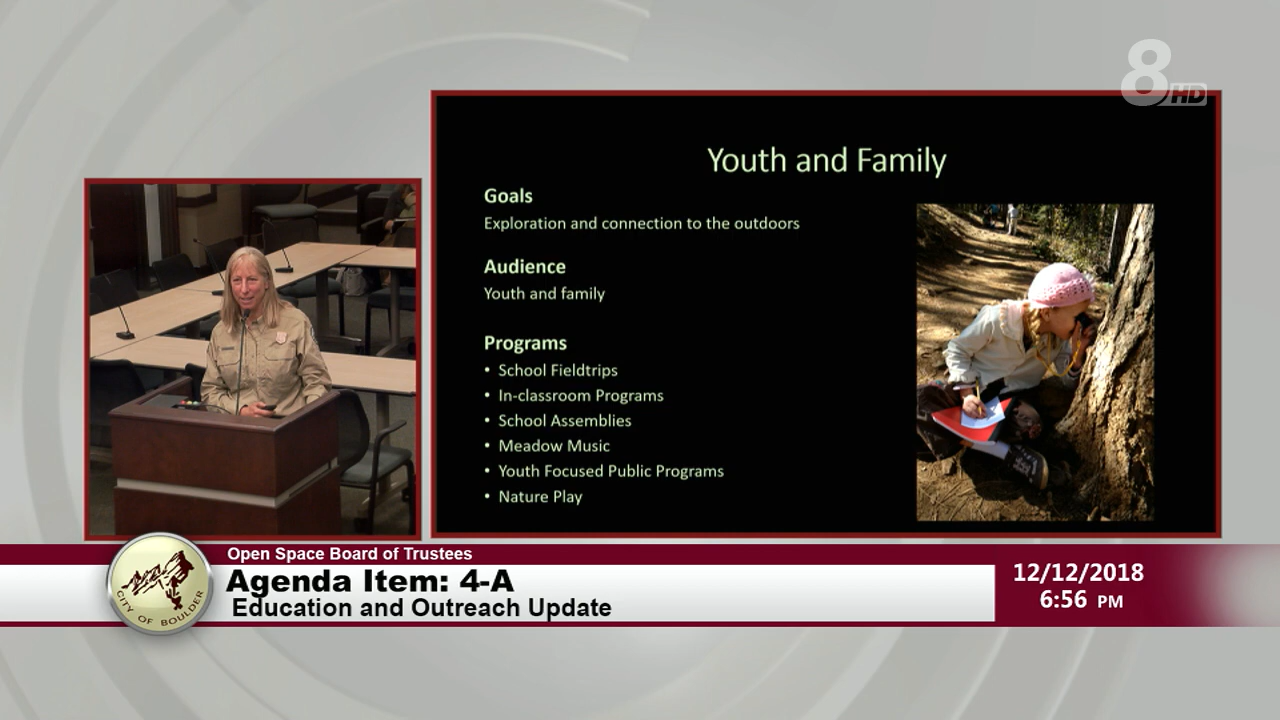 8HD
Youth and Family
Goals
Exploration and connection to the outdoors
Audience
Youth and family
Programs
• School Fieldtrips
• In-classroom Programs
• School Assemblies
• Meadow Music
• Youth Focused Public Programs
• Nature Play
Open Space Board of Trustees
Agenda Item: 4-A
Education and Outreach Update
CITY OF BOULDER
12/12/2018
6:56 PM